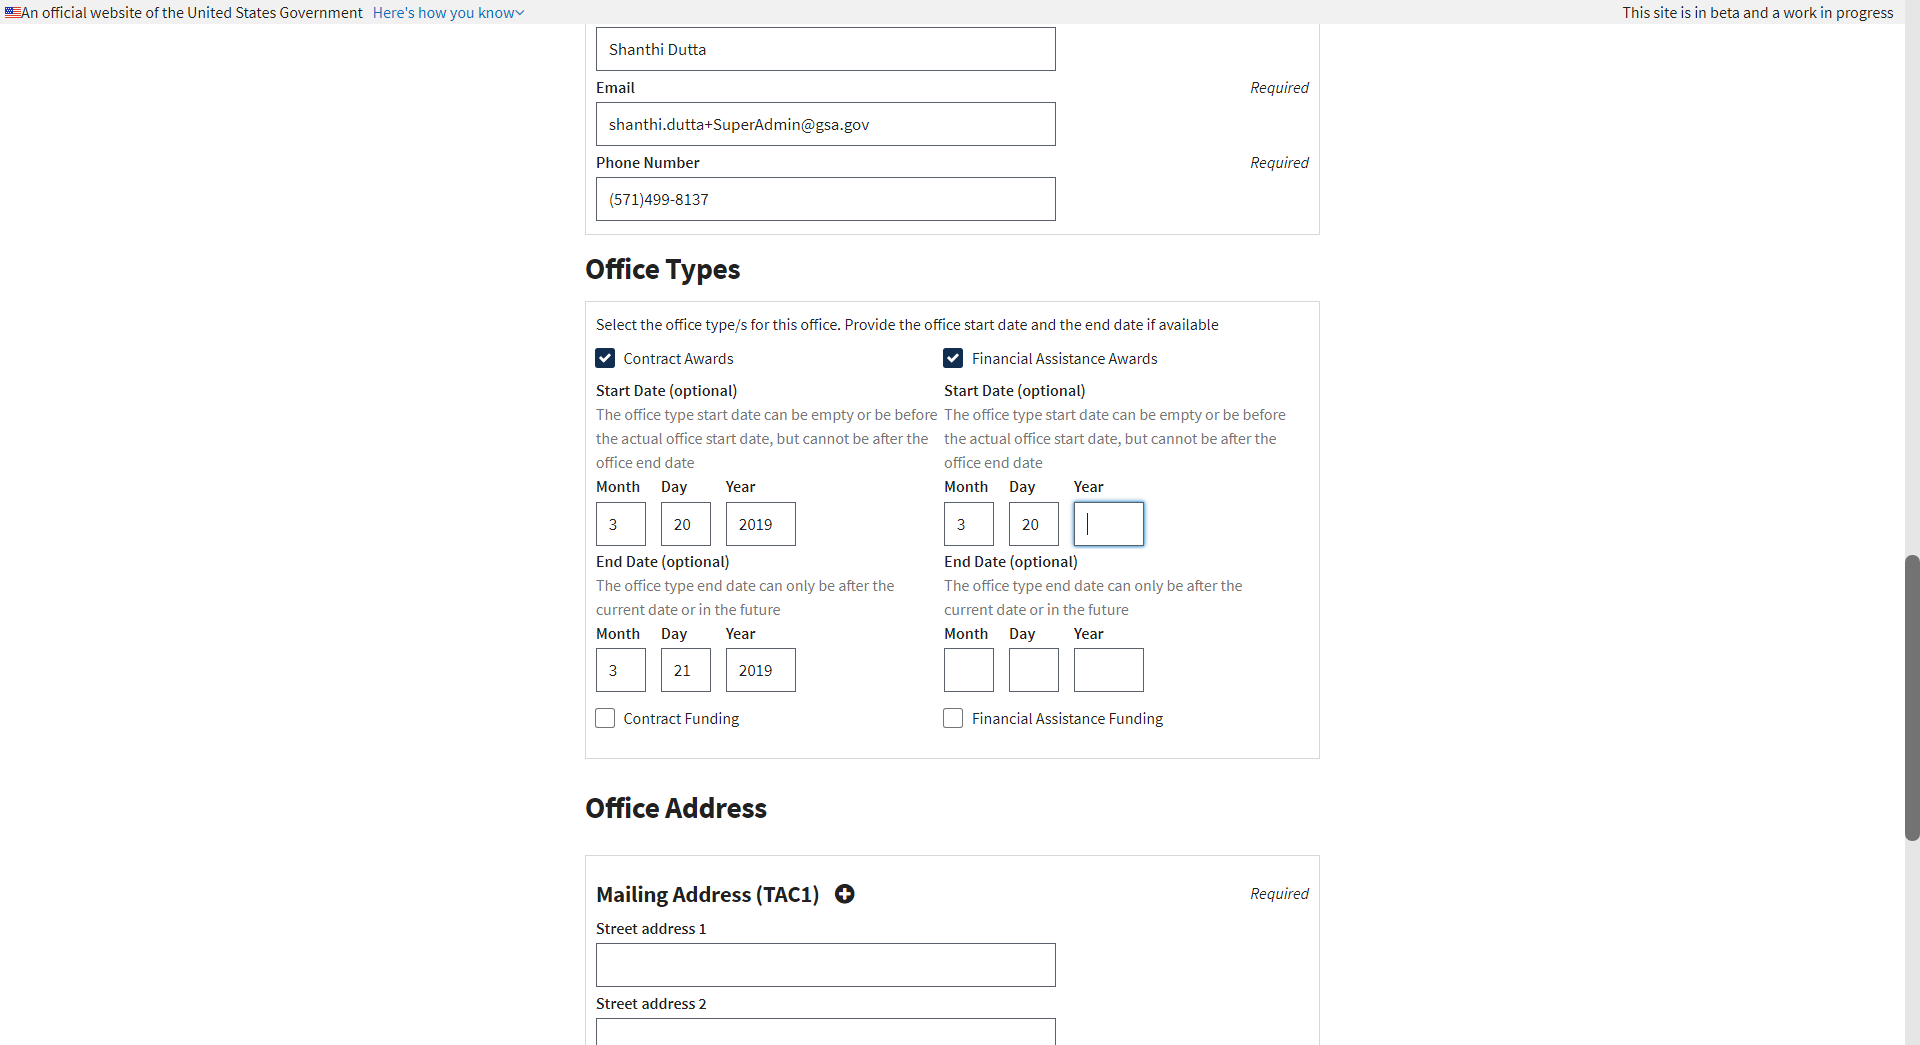 An official website of the United States Government Here's how you know
This site is in beta and a work in progress
Shanthi Dutta
Email Required
shanthi.dutta+SuperAdmin@gsa.gov
Phone Number Required
(571)499-8137
Office Types
Select the office type/s for this office. Provide the office start date and the end date if available
Contract Awards
Start Date (optional)
The office type start date can be empty or be before
the actual office start date, but cannot be after the
office end date
Month Day Year
3 20 2019
End Date (optional)
The office type end date can only be after the
current date or in the future
Month Day Year
3 21 2019
Contract Funding
Financial Assistance Awards
Start Date (optional)
The office type start date can be empty or be before
the actual office start date, but cannot be after the
office end date
Month Day Year
3 20
End Date (optional)
The office type end date can only be after the
current date or in the future
Month Day Year
Financial Assistance Funding
Office Address
Mailing Address (TAC1) Required
Street address 1
Street address 2